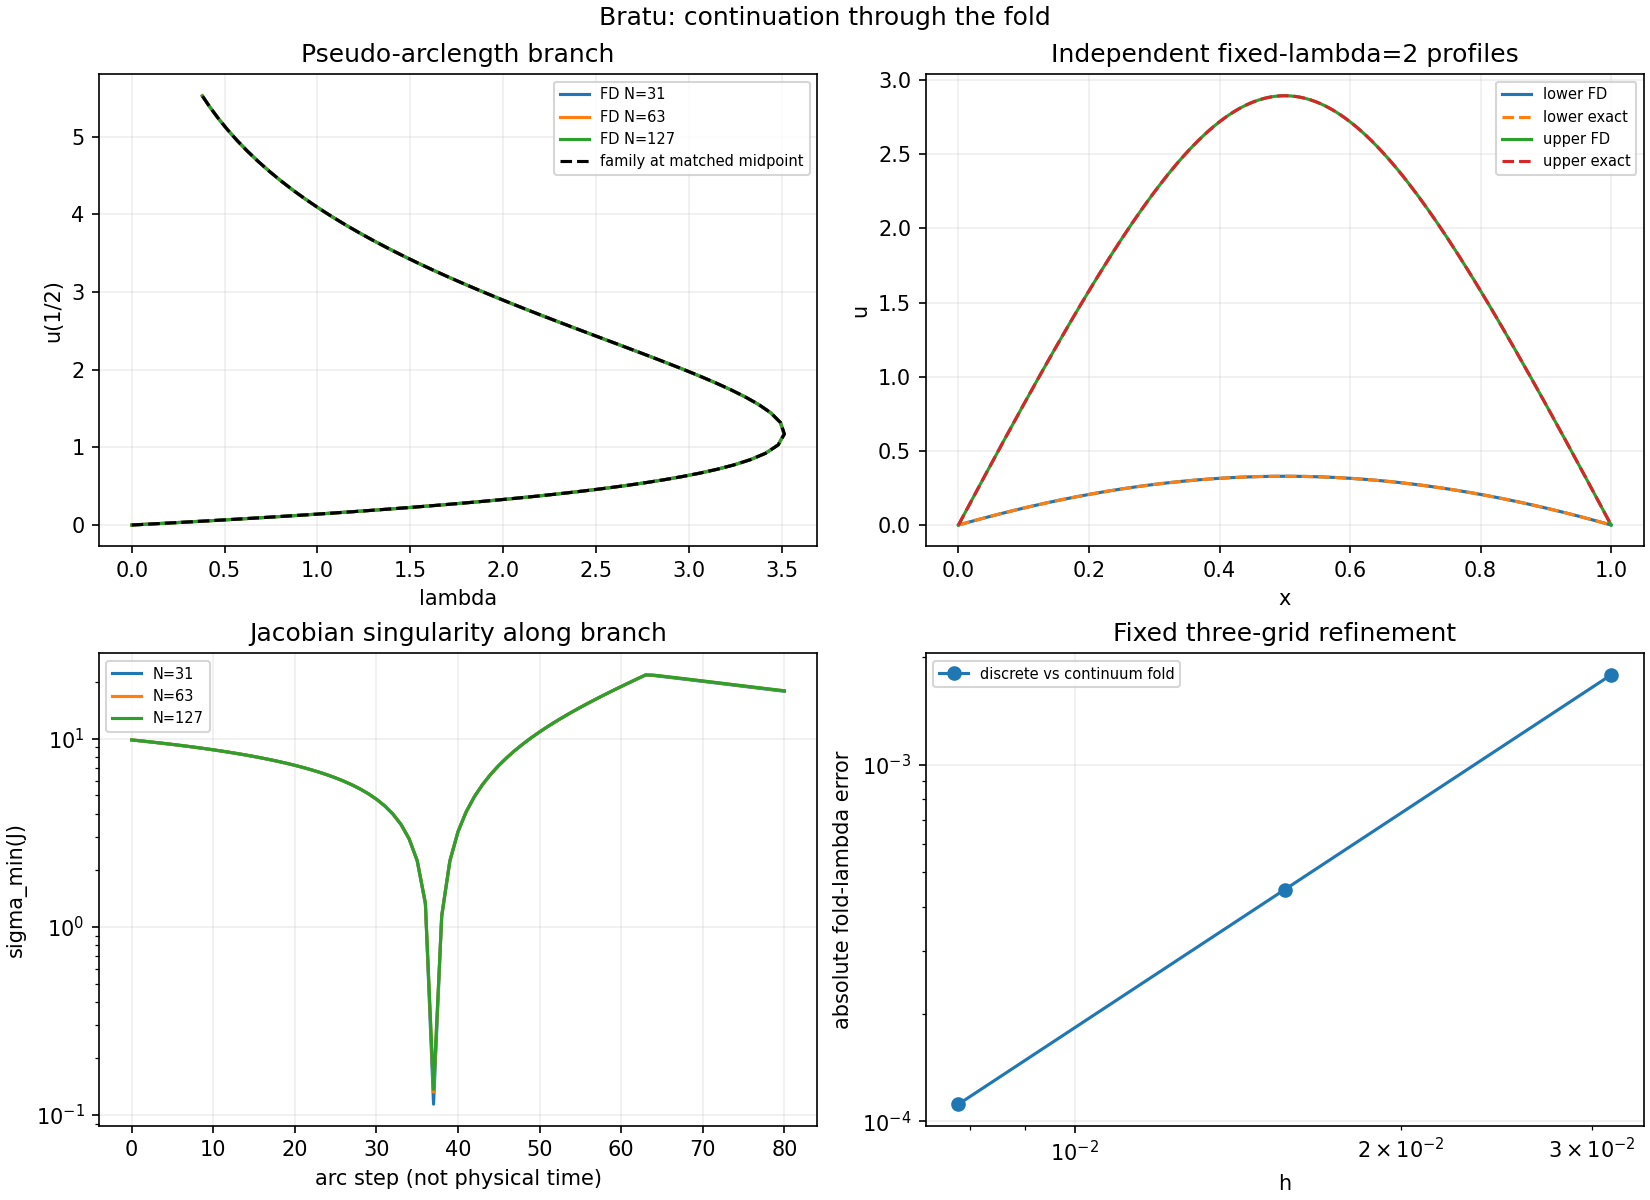 Bratu: continuation through the fold
Pseudo-arclength branch
FD N=31
FD N=63
FD N=127
family at matched midpoint
u(1/2)
5
4
3
2
1
0
0.0 0.5 1.0 1.5 2.0 2.5 3.0 3.5
lambda
Independent fixed-lambda=2 profiles
lower FD
lower exact
upper FD
upper exact
u
3.0
2.5
2.0
1.5
1.0
0.5
0.0
0.0 0.2 0.4 0.6 0.8 1.0
x
Jacobian singularity along branch
N=31
N=63
N=127
sigma_min(J)
10¹
10⁰
10⁻¹
0 10 20 30 40 50 60 70 80
arc step (not physical time)
Fixed three-grid refinement
discrete vs continuum fold
absolute fold-lambda error
10⁻³
10⁻⁴
10⁻² 2 × 10⁻² 3 × 10⁻²
h